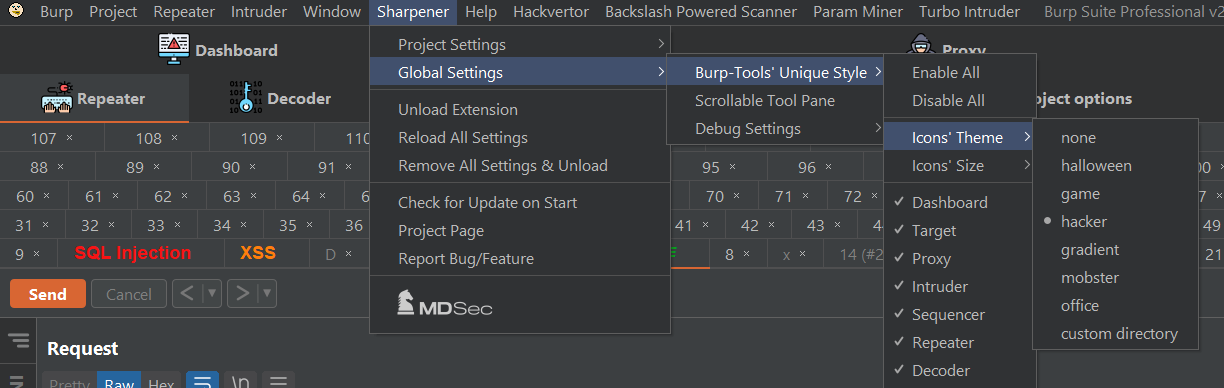 Burp Project Repeater Intruder Window Sharpener Help Hackvertor Backslash Powered Scanner Param Miner Turbo Intruder Burp Suite Professional v2
Dashboard Proxy
Repeater Decoder oject options
Project Settings
Global Settings
Unload Extension
Reload All Settings
Remove All Settings & Unload
Check for Update on Start
Project Page
Report Bug/Feature
MDSec
Burp-Tools' Unique Style
Scrollable Tool Pane
Debug Settings
Enable All
Disable All
Icons' Theme
Icons' Size
Dashboard
Target
Proxy
Intruder
Sequencer
Repeater
Decoder
none
halloween
game
hacker
gradient
mobster
office
custom directory
107 × 108 × 109 × 110
88 × 89 × 90 × 91 × 95 × 96 × 00
60 × 61 × 62 × 63 × 64 × 65 70 × 71 × 72 ×
31 × 32 × 33 × 34 × 35 × 36 41 × 42 × 43 × 49
9 × SQL Injection XSS D × 8 × x × 14 (#2 21
Send Cancel < ▾ > ▾
Request
Pretty Raw Hex \n